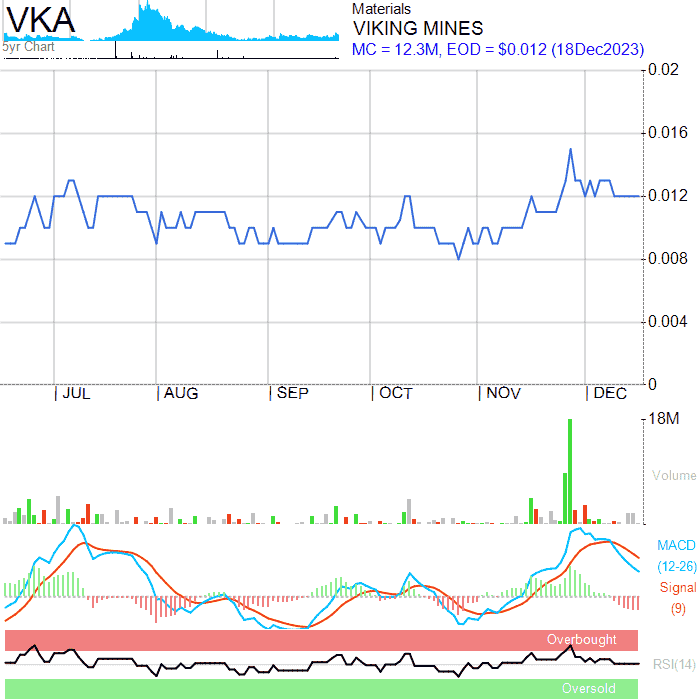 VKA
5yr Chart
Materials
VIKING MINES
MC = 12.3M, EOD = $0.012 (18Dec2023)
0.02
0.016
0.012
0.008
0.004
0
| JUL | AUG | SEP | OCT | NOV | DEC
18M
Volume
MACD
(12-26)
Signal
(9)
Overbought
RSI(14)
Oversold